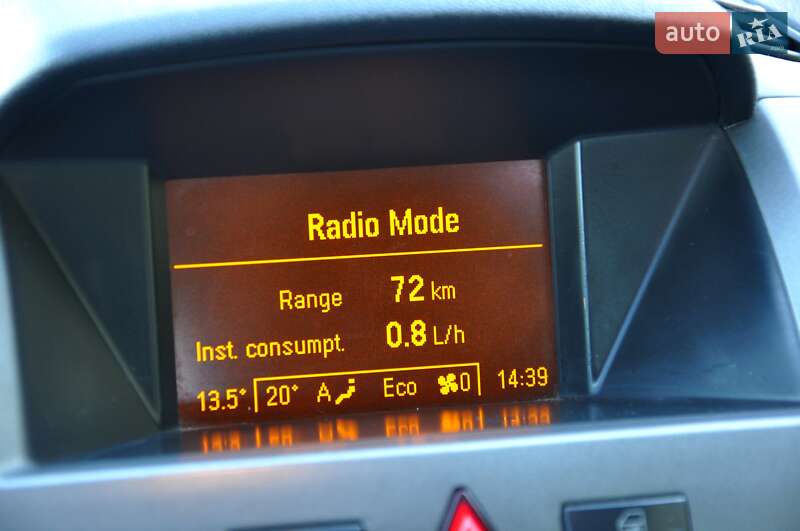 auto RIA
Radio Mode
Range 72 km
Inst. consumpt. 0.8 L/h
13.5° 20° A Eco 0 14:39